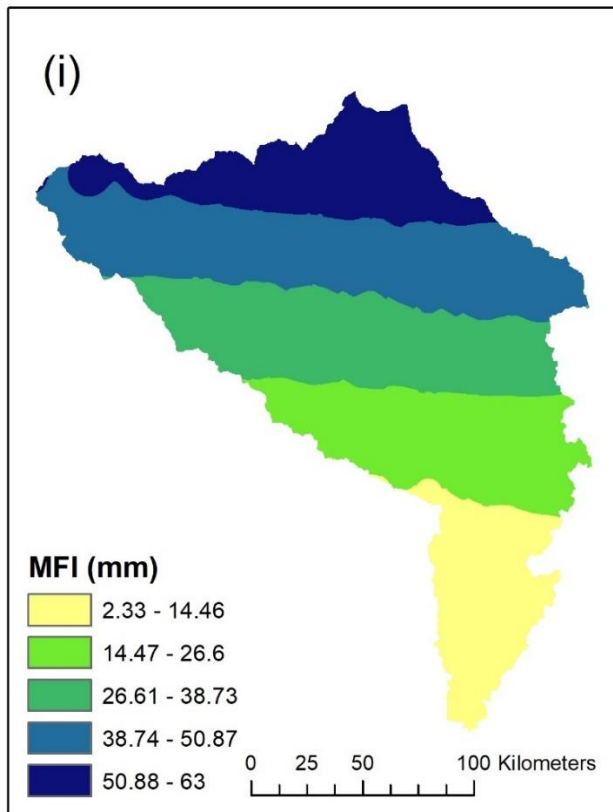 (i)
MFI (mm)
2.33 - 14.46
14.47 - 26.6
26.61 - 38.73
38.74 - 50.87
50.88 - 63
0 25 50 100 Kilometers